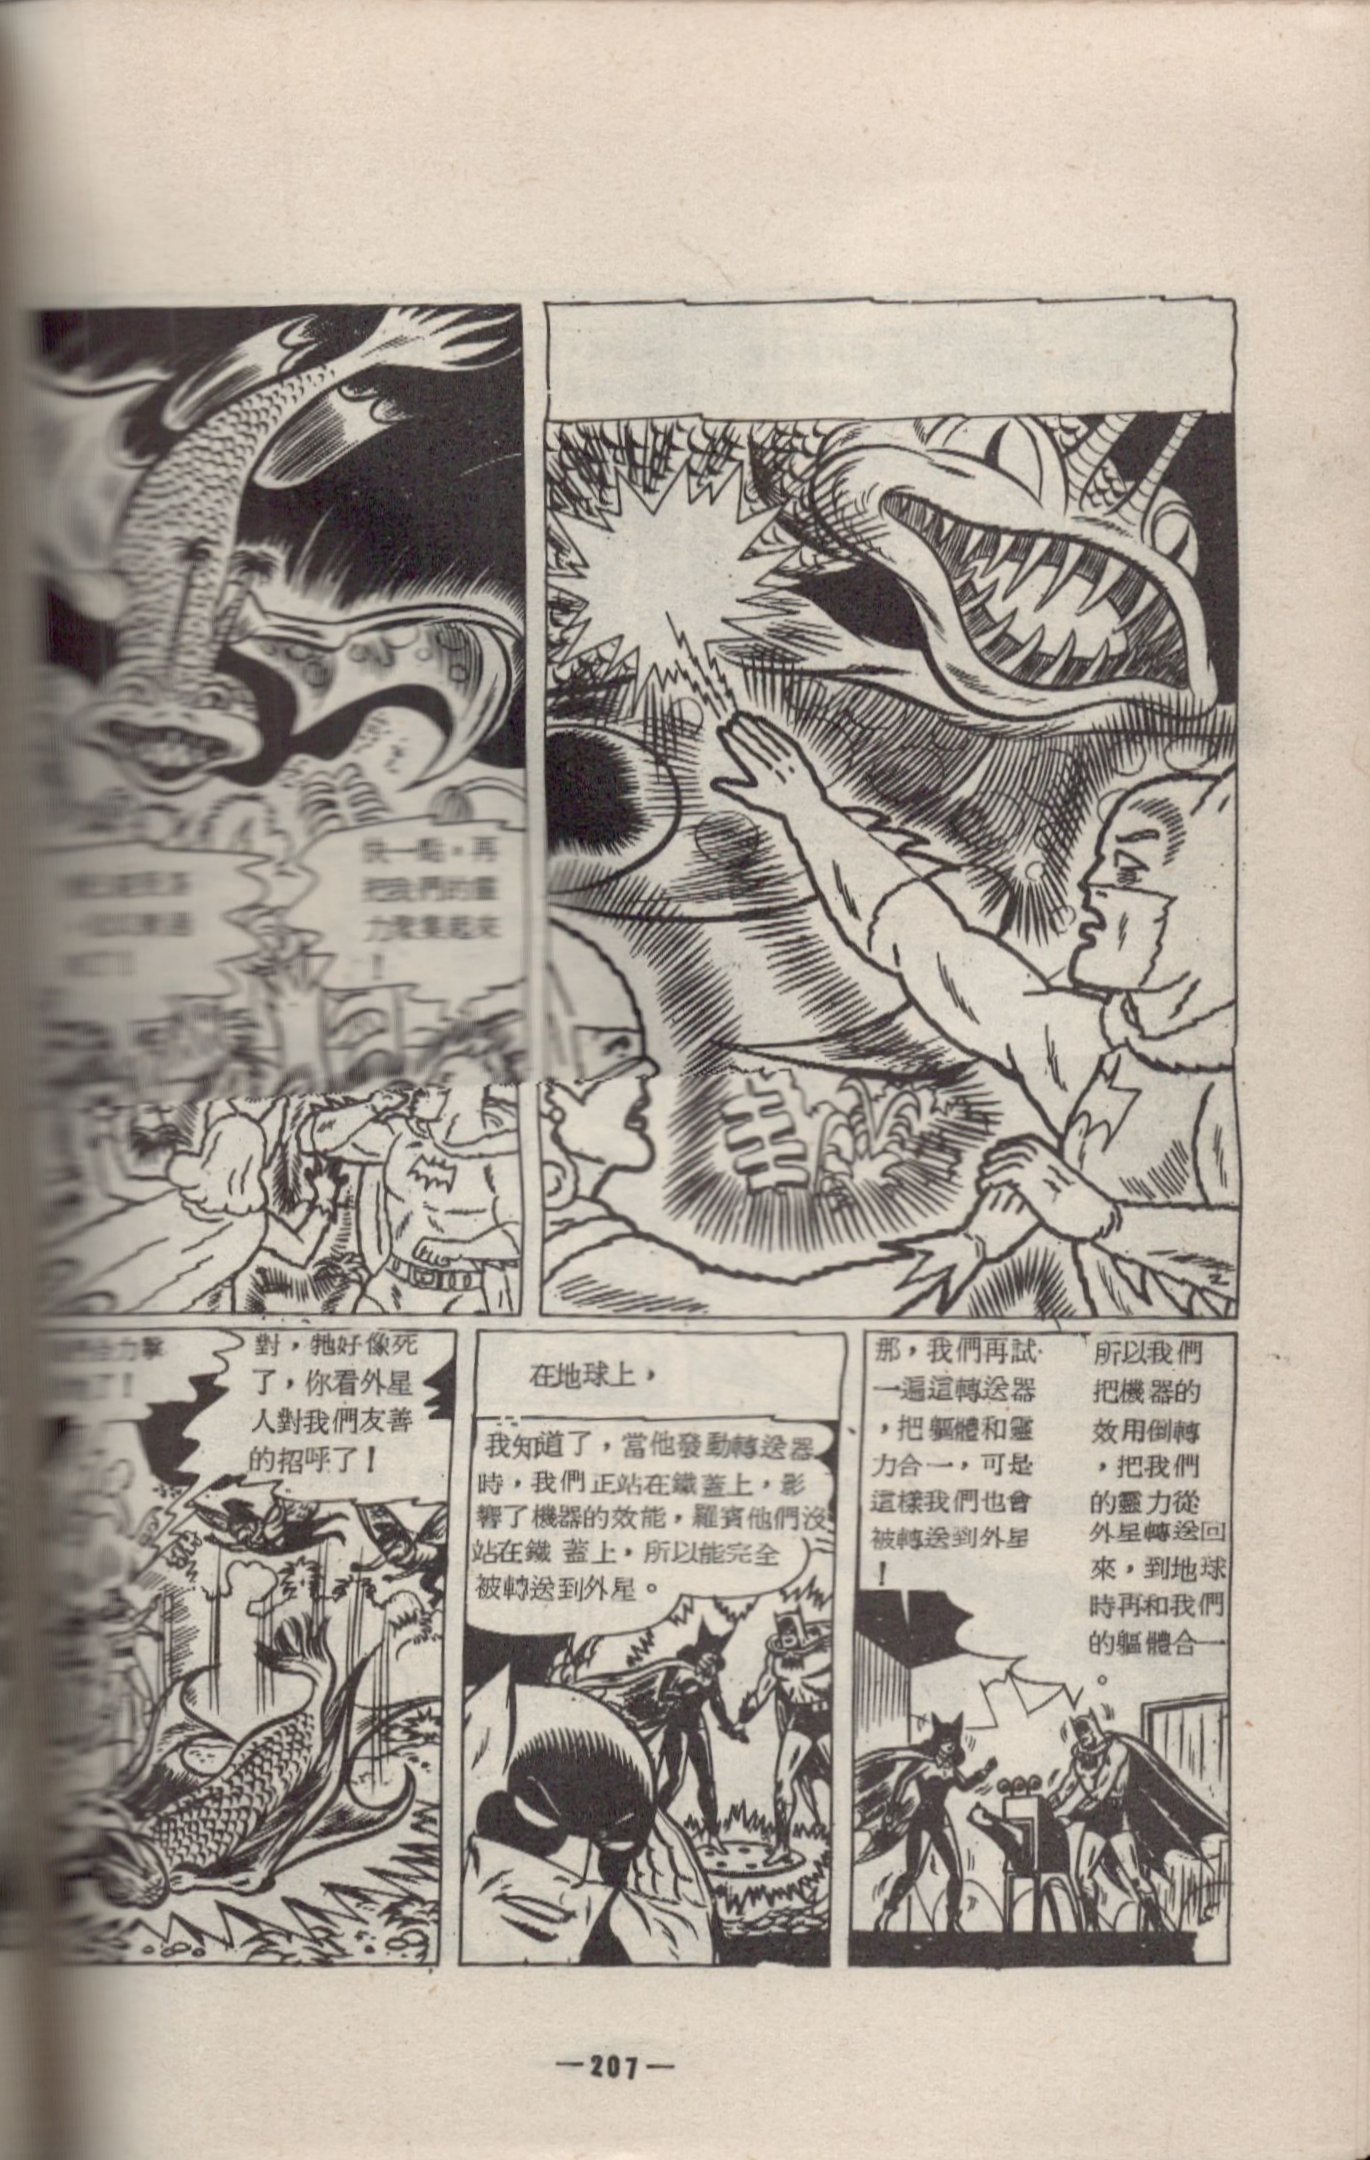 快一點,再
把我們的靈
力聚集起來
!
對,牠好像死
了,你看外星
人對我們友善
的招呼了!
在地球上,
我知道了,當他發動轉送器
時,我們正站在鐵蓋上,影
響了機器的效能,羅賓他們沒
站在鐵蓋上,所以能完全
被轉送到外星。
那,我們再試
一遍這轉送器
,把軀體和靈
力合一,可是
這樣我們也會
被轉送到外星
!
所以我們
把機器的
效用倒轉
,把我們
的靈力從
外星轉送回
來,到地球
時再和我們
的軀體合一
。
—207—